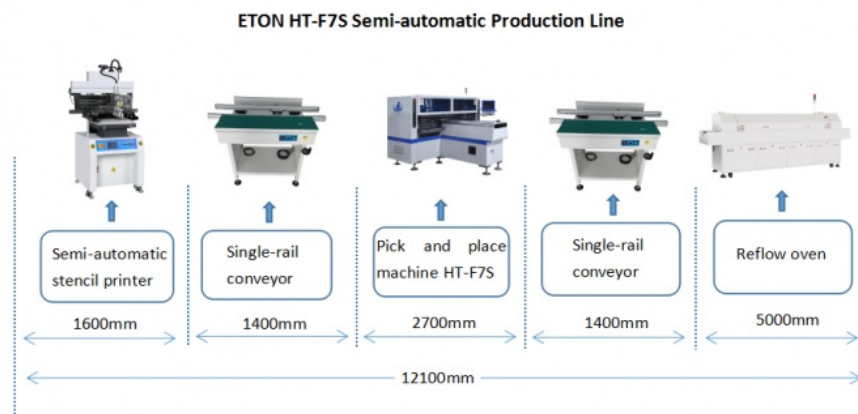 ETON HT-F7S Semi-automatic Production Line
Semi-automatic
stencil printer
Single-rail
conveyor
Pick and place
machine HT-F7S
Single-rail
conveyor
Reflow oven
1600mm
1400mm
2700mm
1400mm
5000mm
12100mm